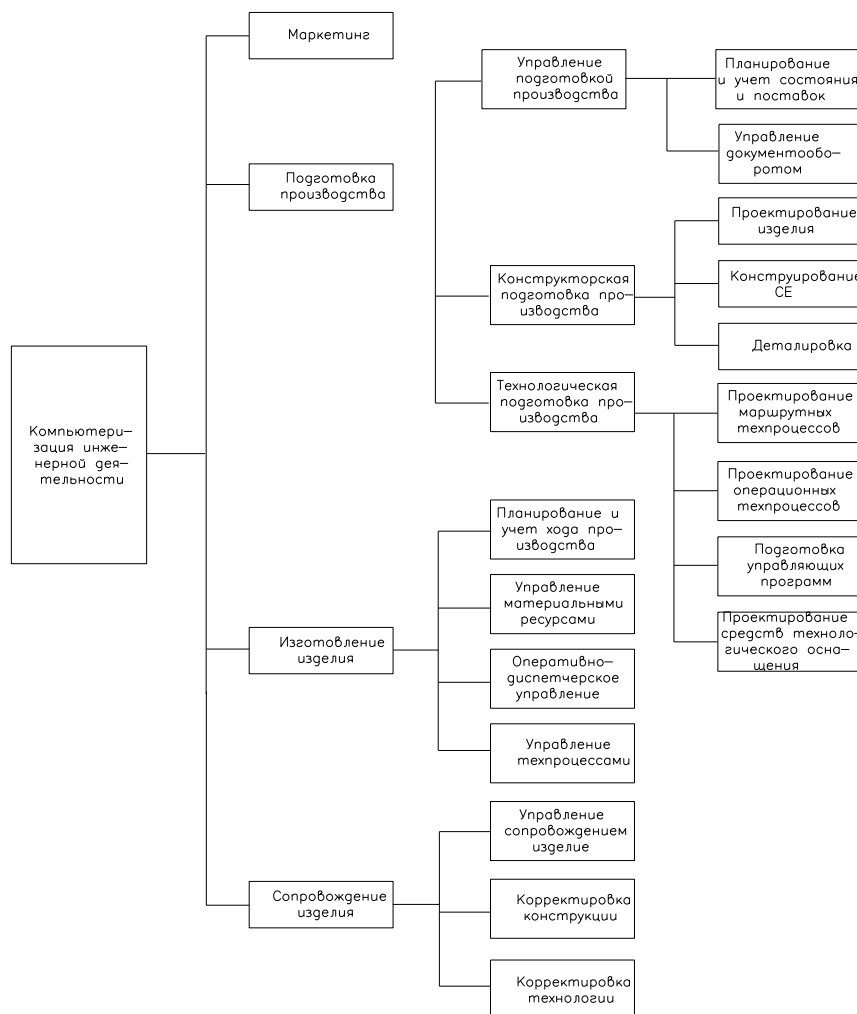 Маркетинг
Подготовка
производства
Компьютери-
зация инже-
нерной дея-
тельности
Изготовление
изделия
Сопровождение
изделия
Управление
подготовкой
производства
Конструкторская
подготовка про-
изводства
Технологическая
подготовка про-
изводства
Планирование и
учет хода про-
изводства
Управление
материальными
ресурсами
Оперативно-
диспетчерское
управление
Управление
техпроцессами
Управление
сопровождением
изделие
Корректировка
конструкции
Корректировка
технологии
Планирование
и учет состояния
и поставок
Управление
документообо-
ротом
Проектирование
изделия
Конструирование
СЕ
Деталировка
Проектирование
маршрутных
техпроцессов
Проектирование
операционных
техпроцессов
Подготовка
управляющих
программ
Проектирование
средств техноло-
гического осна-
щения